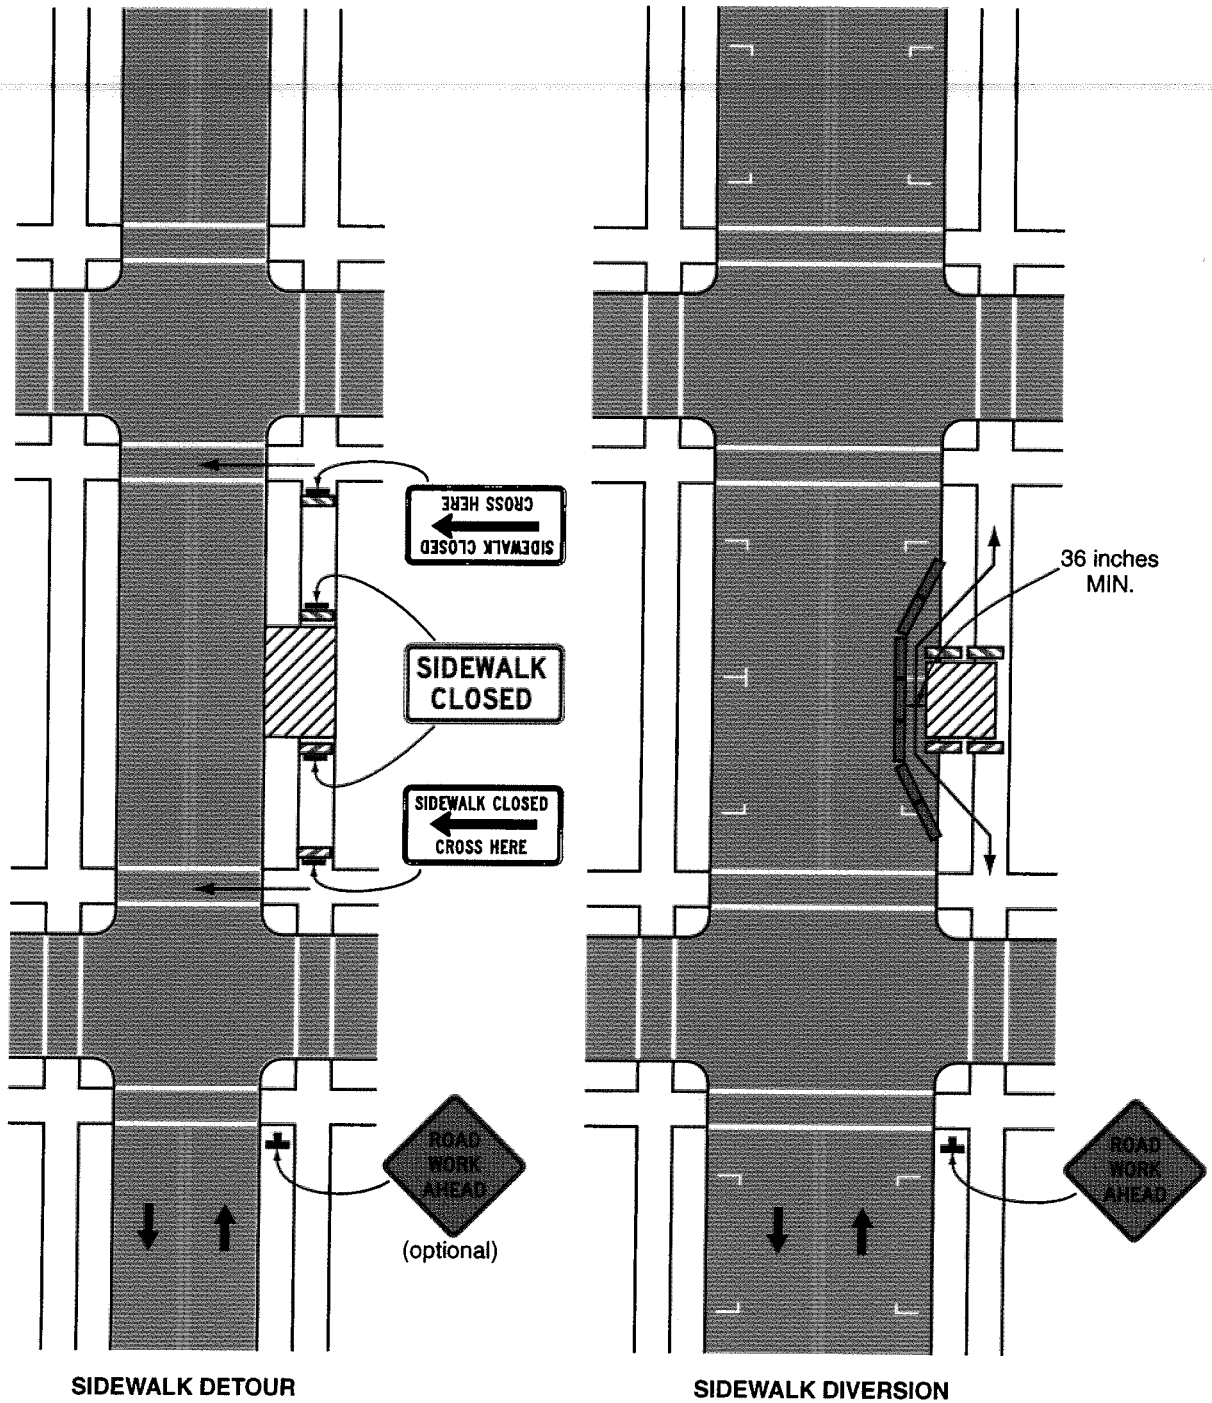 CROSS HERE
SIDEWALK CLOSED
36 inches
MIN.
SIDEWALK
CLOSED
SIDEWALK CLOSED
CROSS HERE
ROAD
WORK
AHEAD
(optional)
ROAD
WORK
AHEAD
SIDEWALK DETOUR
SIDEWALK DIVERSION